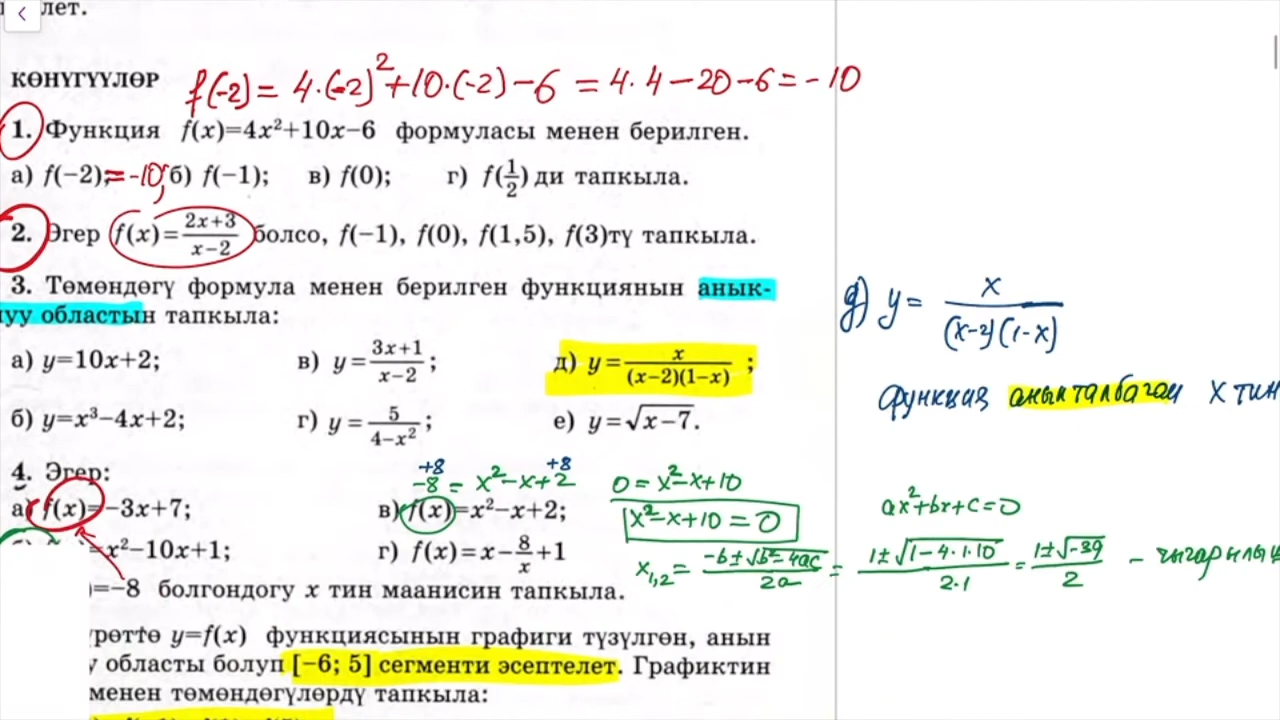 лет.
КӨНҮГҮҮЛӨР
f(-2) = 4·(-2)²+10·(-2)-6 = 4·4-20-6=-10
1. Функция f(x)=4x²+10x-6 формуласы менен берилген.
а) f(-2);=-10; б) f(-1); в) f(0); г) f(1/2) ди тапкыла.
2. Эгер f(x)=(2x+3)/(x-2) болсо, f(-1), f(0), f(1,5), f(3)тү тапкыла.
3. Төмөндөгү формула менен берилген функциянын анык-
луу областын тапкыла:
а) y=10x+2; в) y=(3x+1)/(x-2); д) y=x/((x-2)(1-x));
б) y=x³-4x+2; г) y=5/(4-x²); е) y=√(x-7).
д) y= x/((x-2)(1-x))
функция аныкталбаган x тин
4. Эгер:
+8 +8
-8 = x²-x+2
а) f(x)=-3x+7; в) f(x)=x²-x+2;
=x²-10x+1; г) f(x)=x-8/x+1
)=-8 болгондогу x тин маанисин тапкыла.
0=x²-x+10
x²-x+10=0
ax²+bx+c=0
x₁,₂ = (-b±√(b²-4ac))/(2a) = (1±√(1-4·1·10))/(2·1) = (1±√-39)/2 -
үрөттө y=f(x) функциясынын графиги түзүлгөн, анын
у областы болуп [-6; 5] сегменти эсептелет. Графиктин
менен төмөндөгүлөрдү тапкыла: